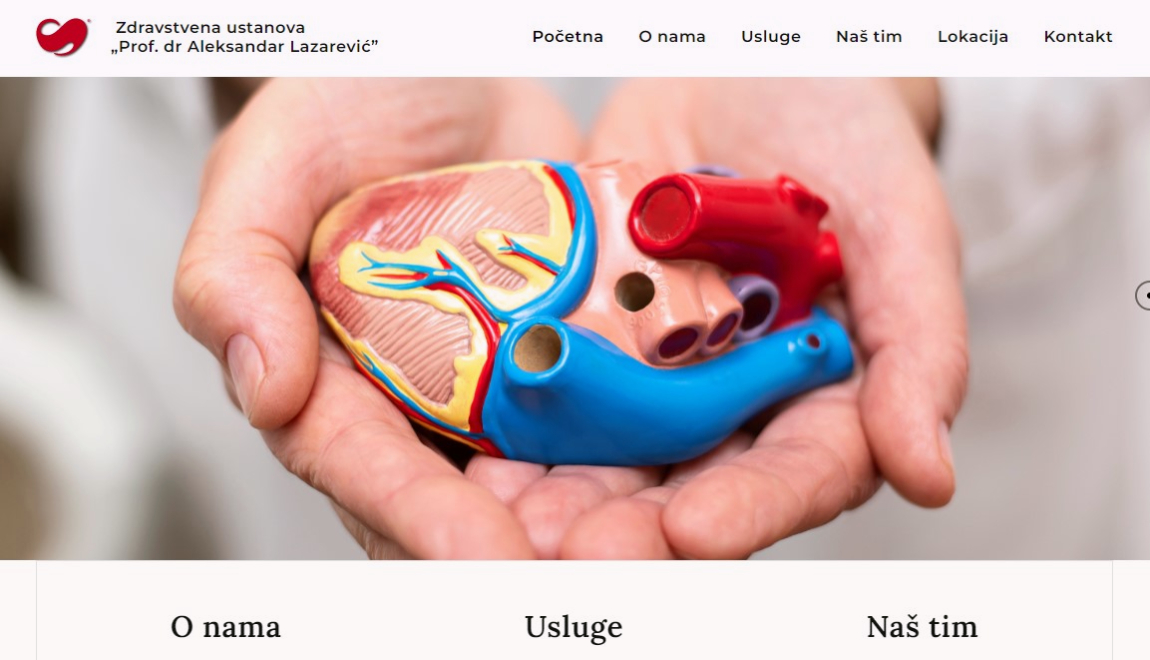 Zdravstvena ustanova
„Prof. dr Aleksandar Lazarević”
Početna O nama Usluge Naš tim Lokacija Kontakt
O nama Usluge Naš tim